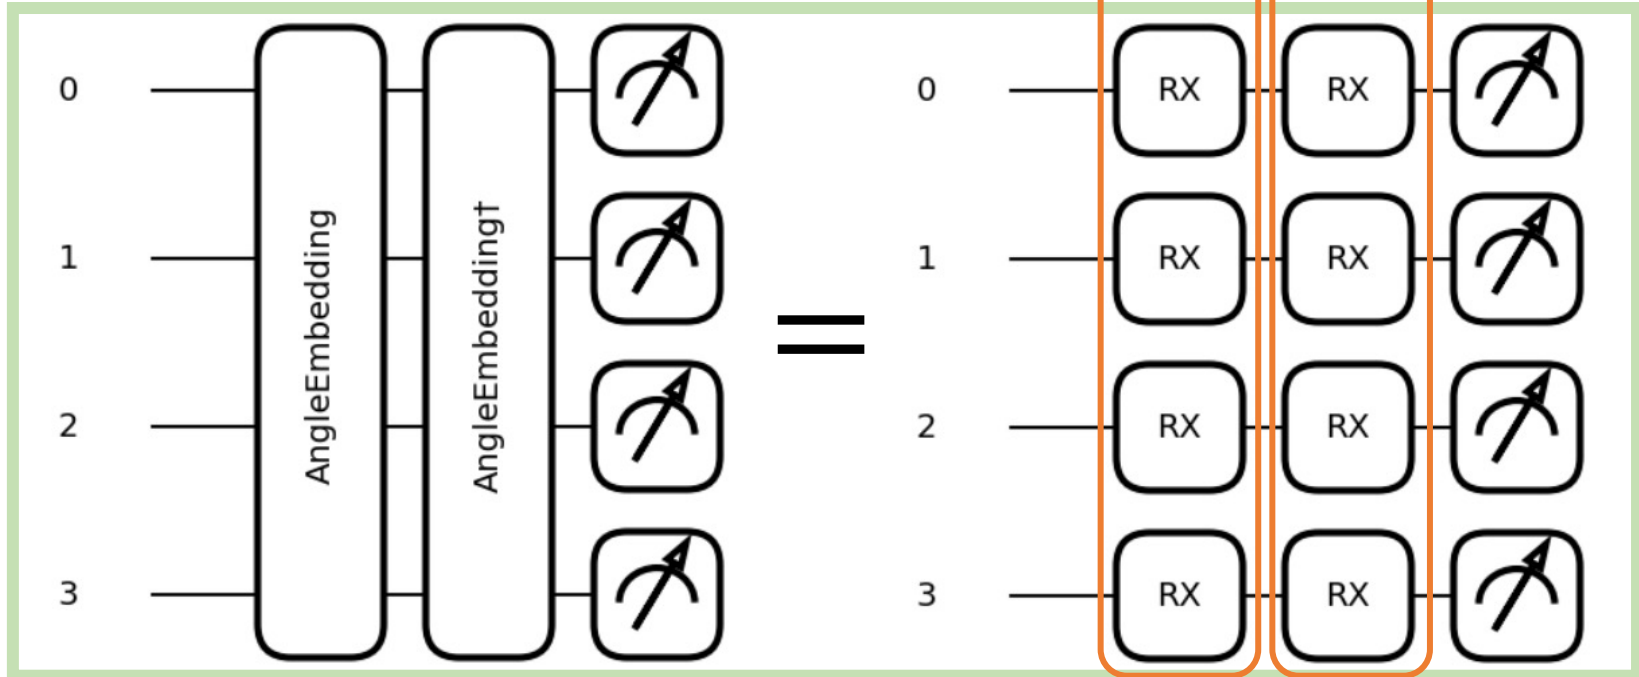 0
1
2
3
AngleEmbedding
AngleEmbedding†
=
0
RX
RX
1
RX
RX
2
RX
RX
3
RX
RX